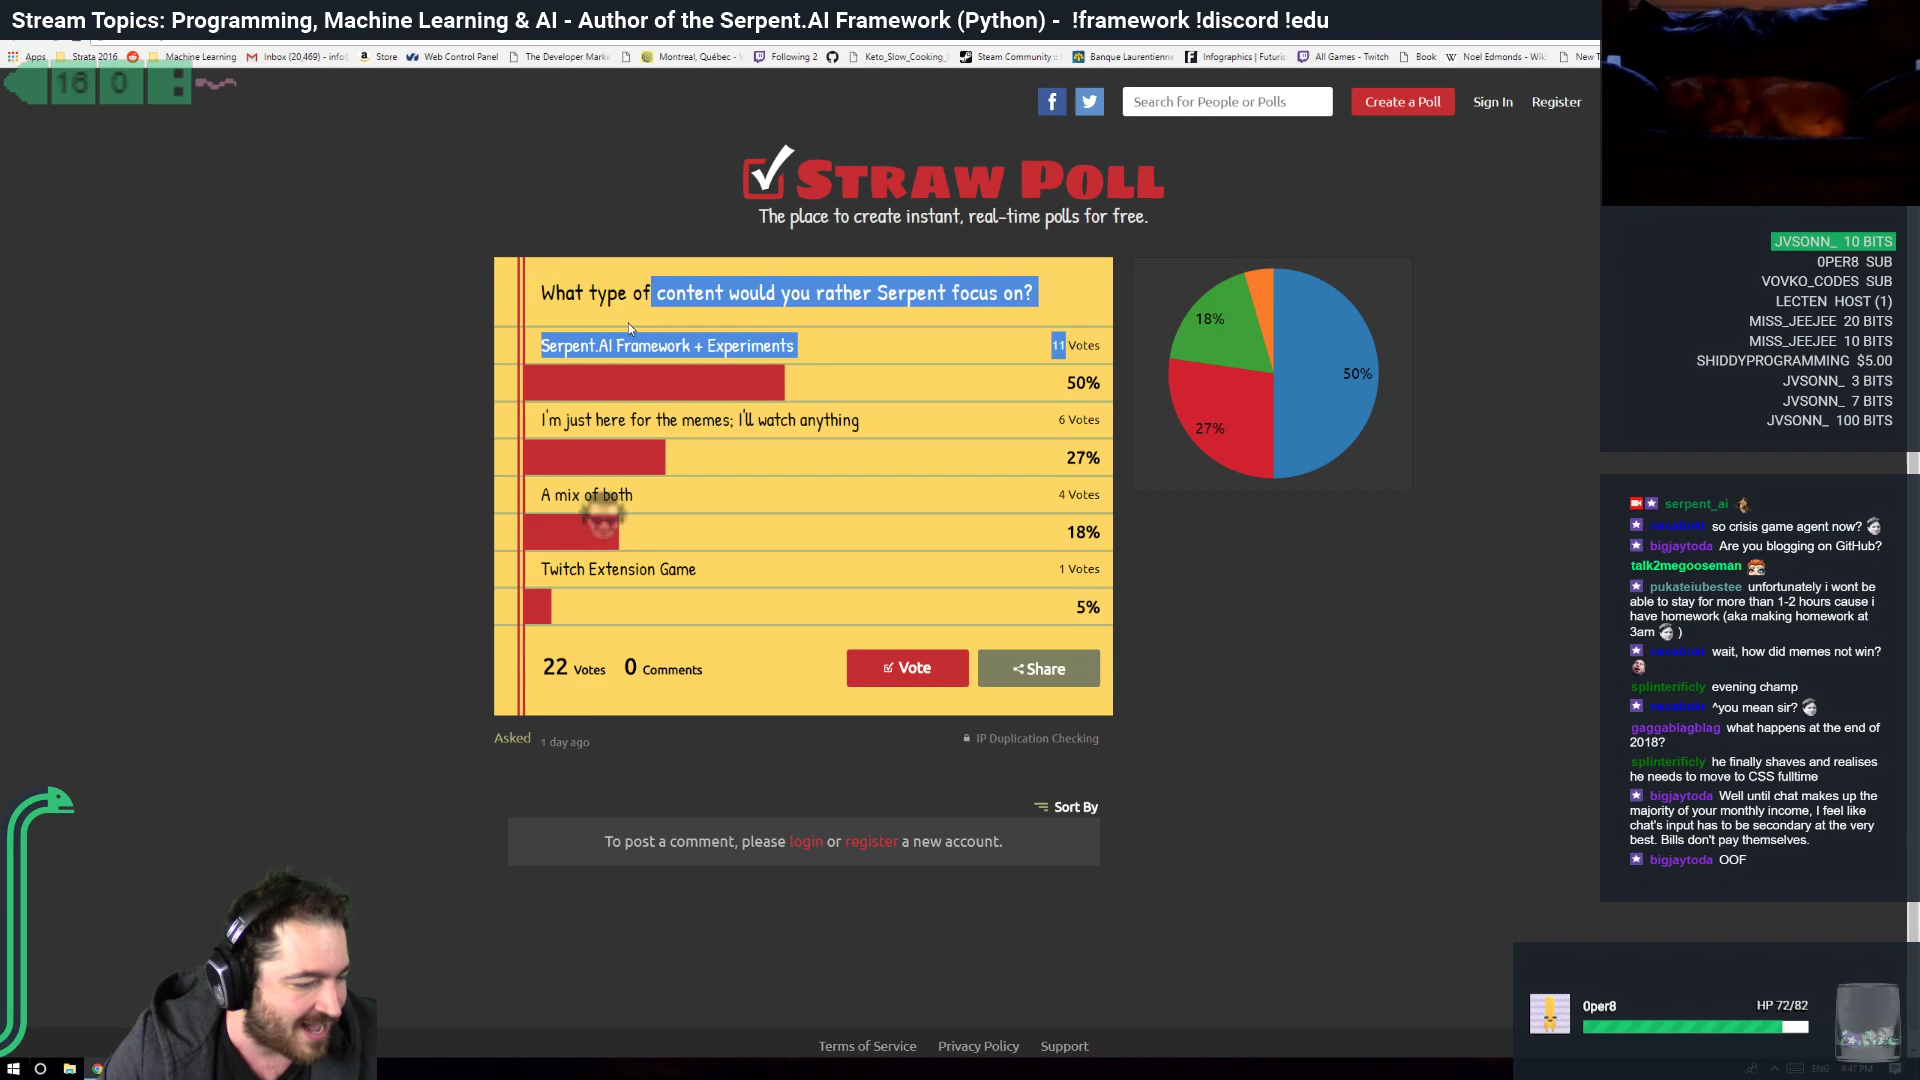 Stream Topics: Programming, Machine Learning & AI - Author of the Serpent.AI Framework (Python) - !framework !discord !edu
Apps Strata 2016 Machine Learning Inbox (20,469) - info Store Web Control Panel The Developer Marke Montreal, Québec - Following 2 Keto_Slow_Cooking_ Steam Community :: Banque Laurentienne Infographics | Futuris All Games - Twitch Book Noel Edmonds - Wiki New T
16 0 :
Search for People or Polls
Create a Poll
Sign In
Register
STRAW POLL
The place to create instant, real-time polls for free.
What type of content would you rather Serpent focus on?
Serpent.AI Framework + Experiments 11 Votes
50%
I'm just here for the memes; I'll watch anything 6 Votes
27%
A mix of both 4 Votes
18%
Twitch Extension Game 1 Votes
5%
22 Votes 0 Comments
Vote
Share
Asked 1 day ago
IP Duplication Checking
18%
50%
27%
Sort By
To post a comment, please login or register a new account.
Terms of Service Privacy Policy Support
JVSONN_ 10 BITS
0PER8 SUB
VOVKO_CODES SUB
LECTEN HOST (1)
MISS_JEEJEE 20 BITS
MISS_JEEJEE 10 BITS
SHIDDYPROGRAMMING $5.00
JVSONN_ 3 BITS
JVSONN_ 7 BITS
JVSONN_ 100 BITS
serpent_ai
so crisis game agent now?
bigjaytoda Are you blogging on GitHub?
talk2megooseman
pukateiubestee unfortunately i wont be
able to stay for more than 1-2 hours cause i
have homework (aka making homework at
3am )
wait, how did memes not win?
splinterificly evening champ
^you mean sir?
gaggablagblag what happens at the end of
2018?
splinterificly he finally shaves and realises
he needs to move to CSS fulltime
bigjaytoda Well until chat makes up the
majority of your monthly income, I feel like
chat's input has to be secondary at the very
best. Bills don't pay themselves.
bigjaytoda OOF
0per8 HP 72/82
ENG 4:47 PM